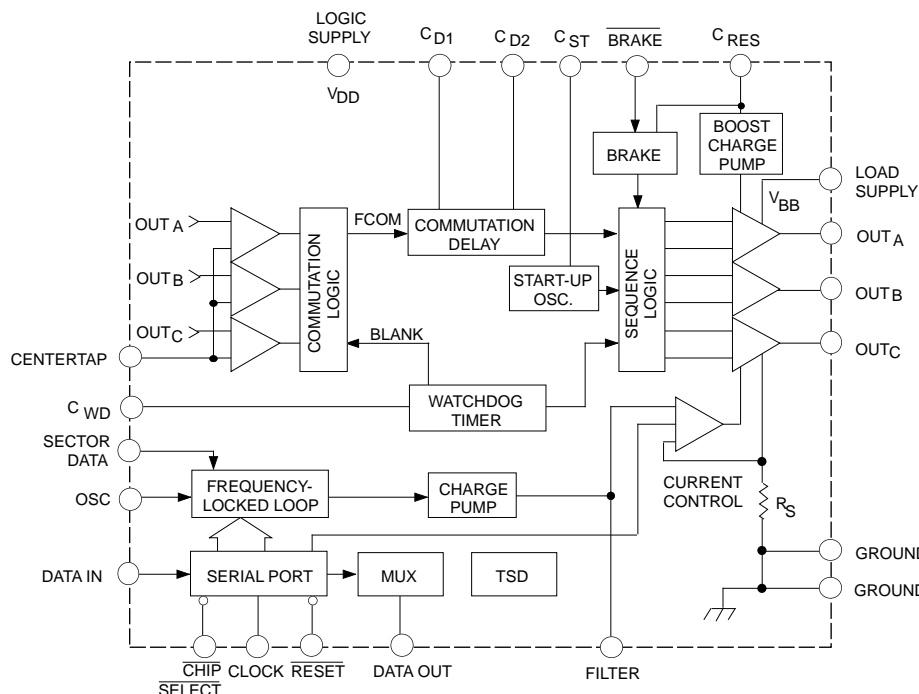 LOGIC
SUPPLY
C D1
C D2
C ST
BRAKE
C RES
VDD
BRAKE
BOOST
CHARGE
PUMP
LOAD
SUPPLY
VBB
OUT A
FCOM
COMMUTATION
DELAY
OUT A
OUT B
COMMUTATION
LOGIC
START-UP
OSC.
SEQUENCE
LOGIC
OUT B
OUT C
BLANK
OUT C
CENTERTAP
C WD
WATCHDOG
TIMER
SECTOR
DATA
OSC
FREQUENCY-
LOCKED LOOP
CHARGE
PUMP
CURRENT
CONTROL
RS
DATA IN
SERIAL PORT
MUX
TSD
GROUND
GROUND
CHIP
SELECT
CLOCK
RESET
DATA OUT
FILTER